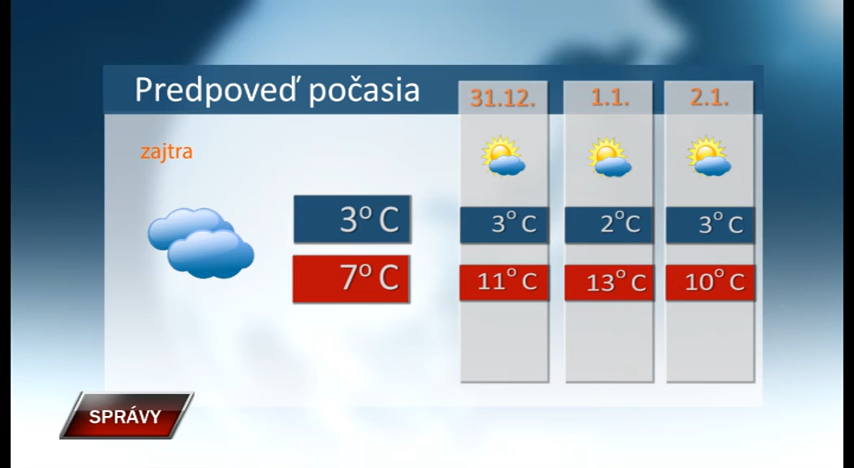 Predpoveď počasia
31.12.
1.1.
2.1.
zajtra
3° C
7° C
3° C
2°C
3° C
11° C
13° C
10° C
SPRÁVY